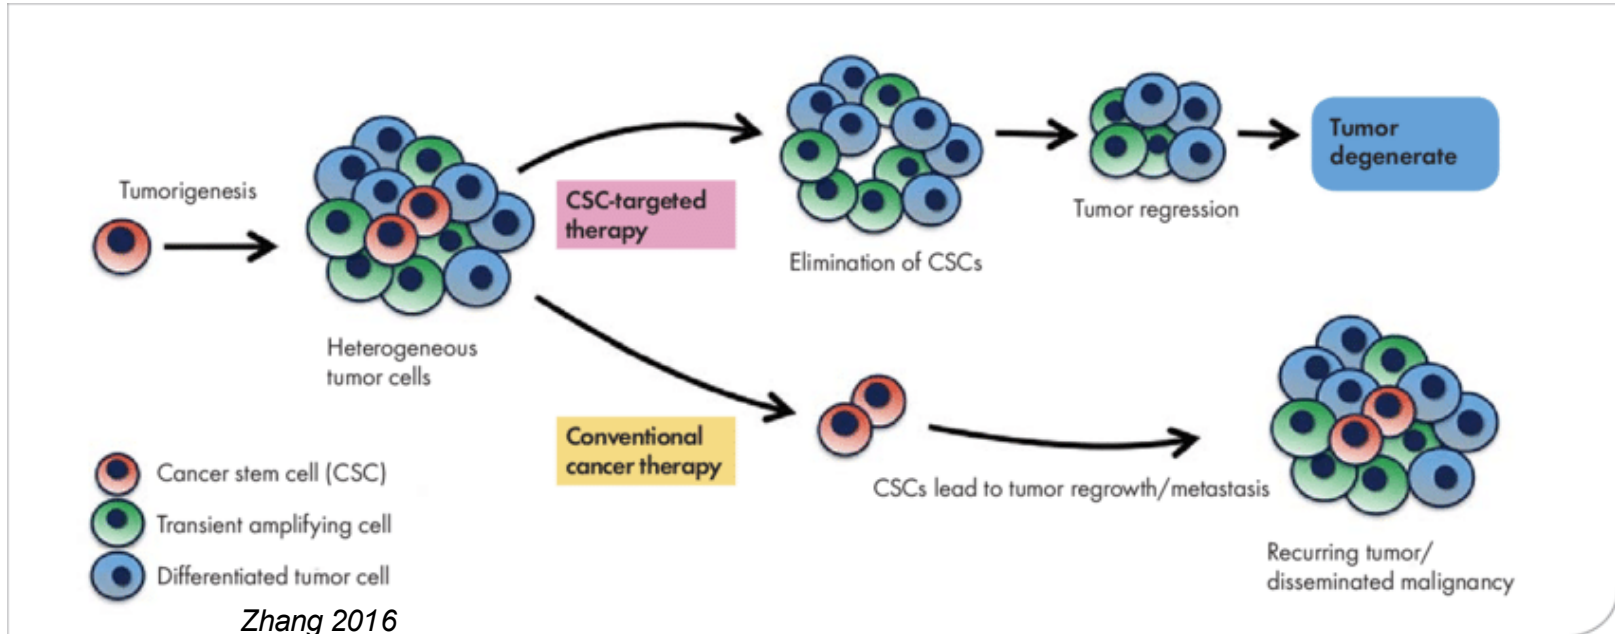 Tumorigenesis
Heterogeneous
tumor cells
CSC-targeted
therapy
Elimination of CSCs
Tumor regression
Tumor
degenerate
Conventional
cancer therapy
CSCs lead to tumor regrowth/metastasis
Recurring tumor/
disseminated malignancy
Cancer stem cell (CSC)
Transient amplifying cell
Differentiated tumor cell
Zhang 2016